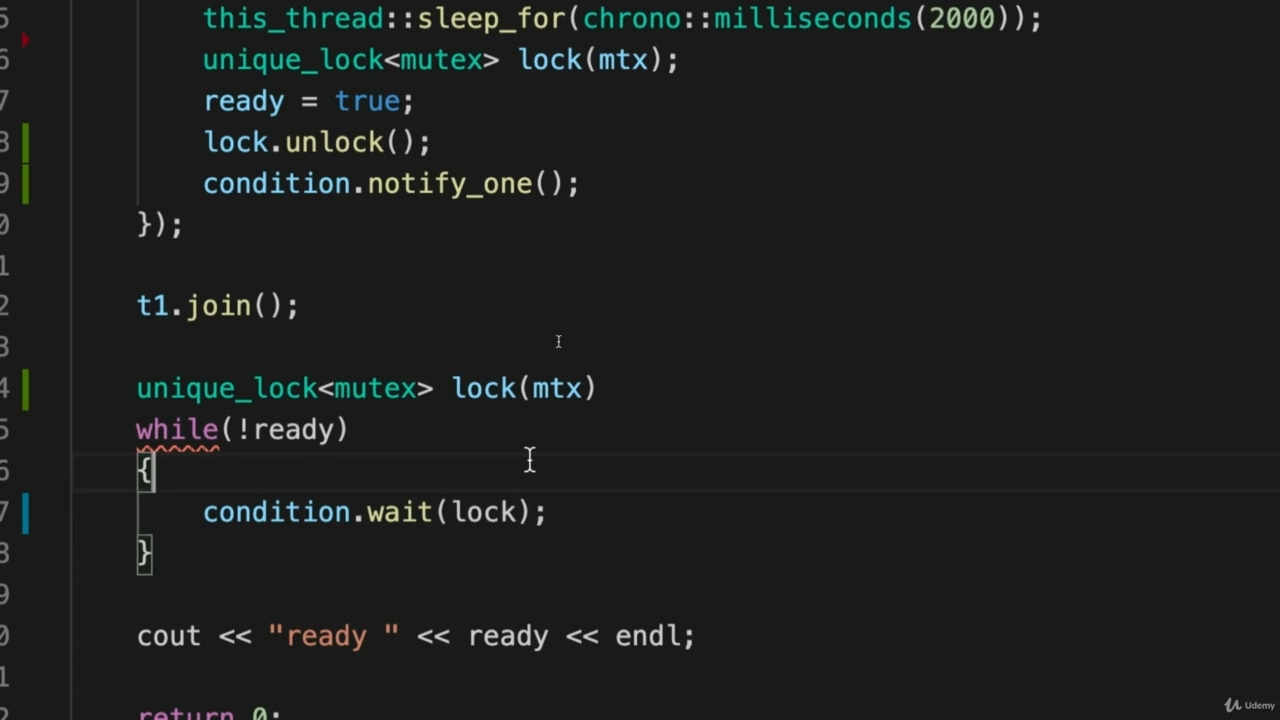 5 this_thread::sleep_for(chrono::milliseconds(2000));
6 unique_lock<mutex> lock(mtx);
7 ready = true;
8 lock.unlock();
9 condition.notify_one();
0 });
1
2 t1.join();
3
4 unique_lock<mutex> lock(mtx)
5 while(!ready)
6 {
7 condition.wait(lock);
8 }
9
0 cout << "ready " << ready << endl;
1
2 return 0;
Udemy